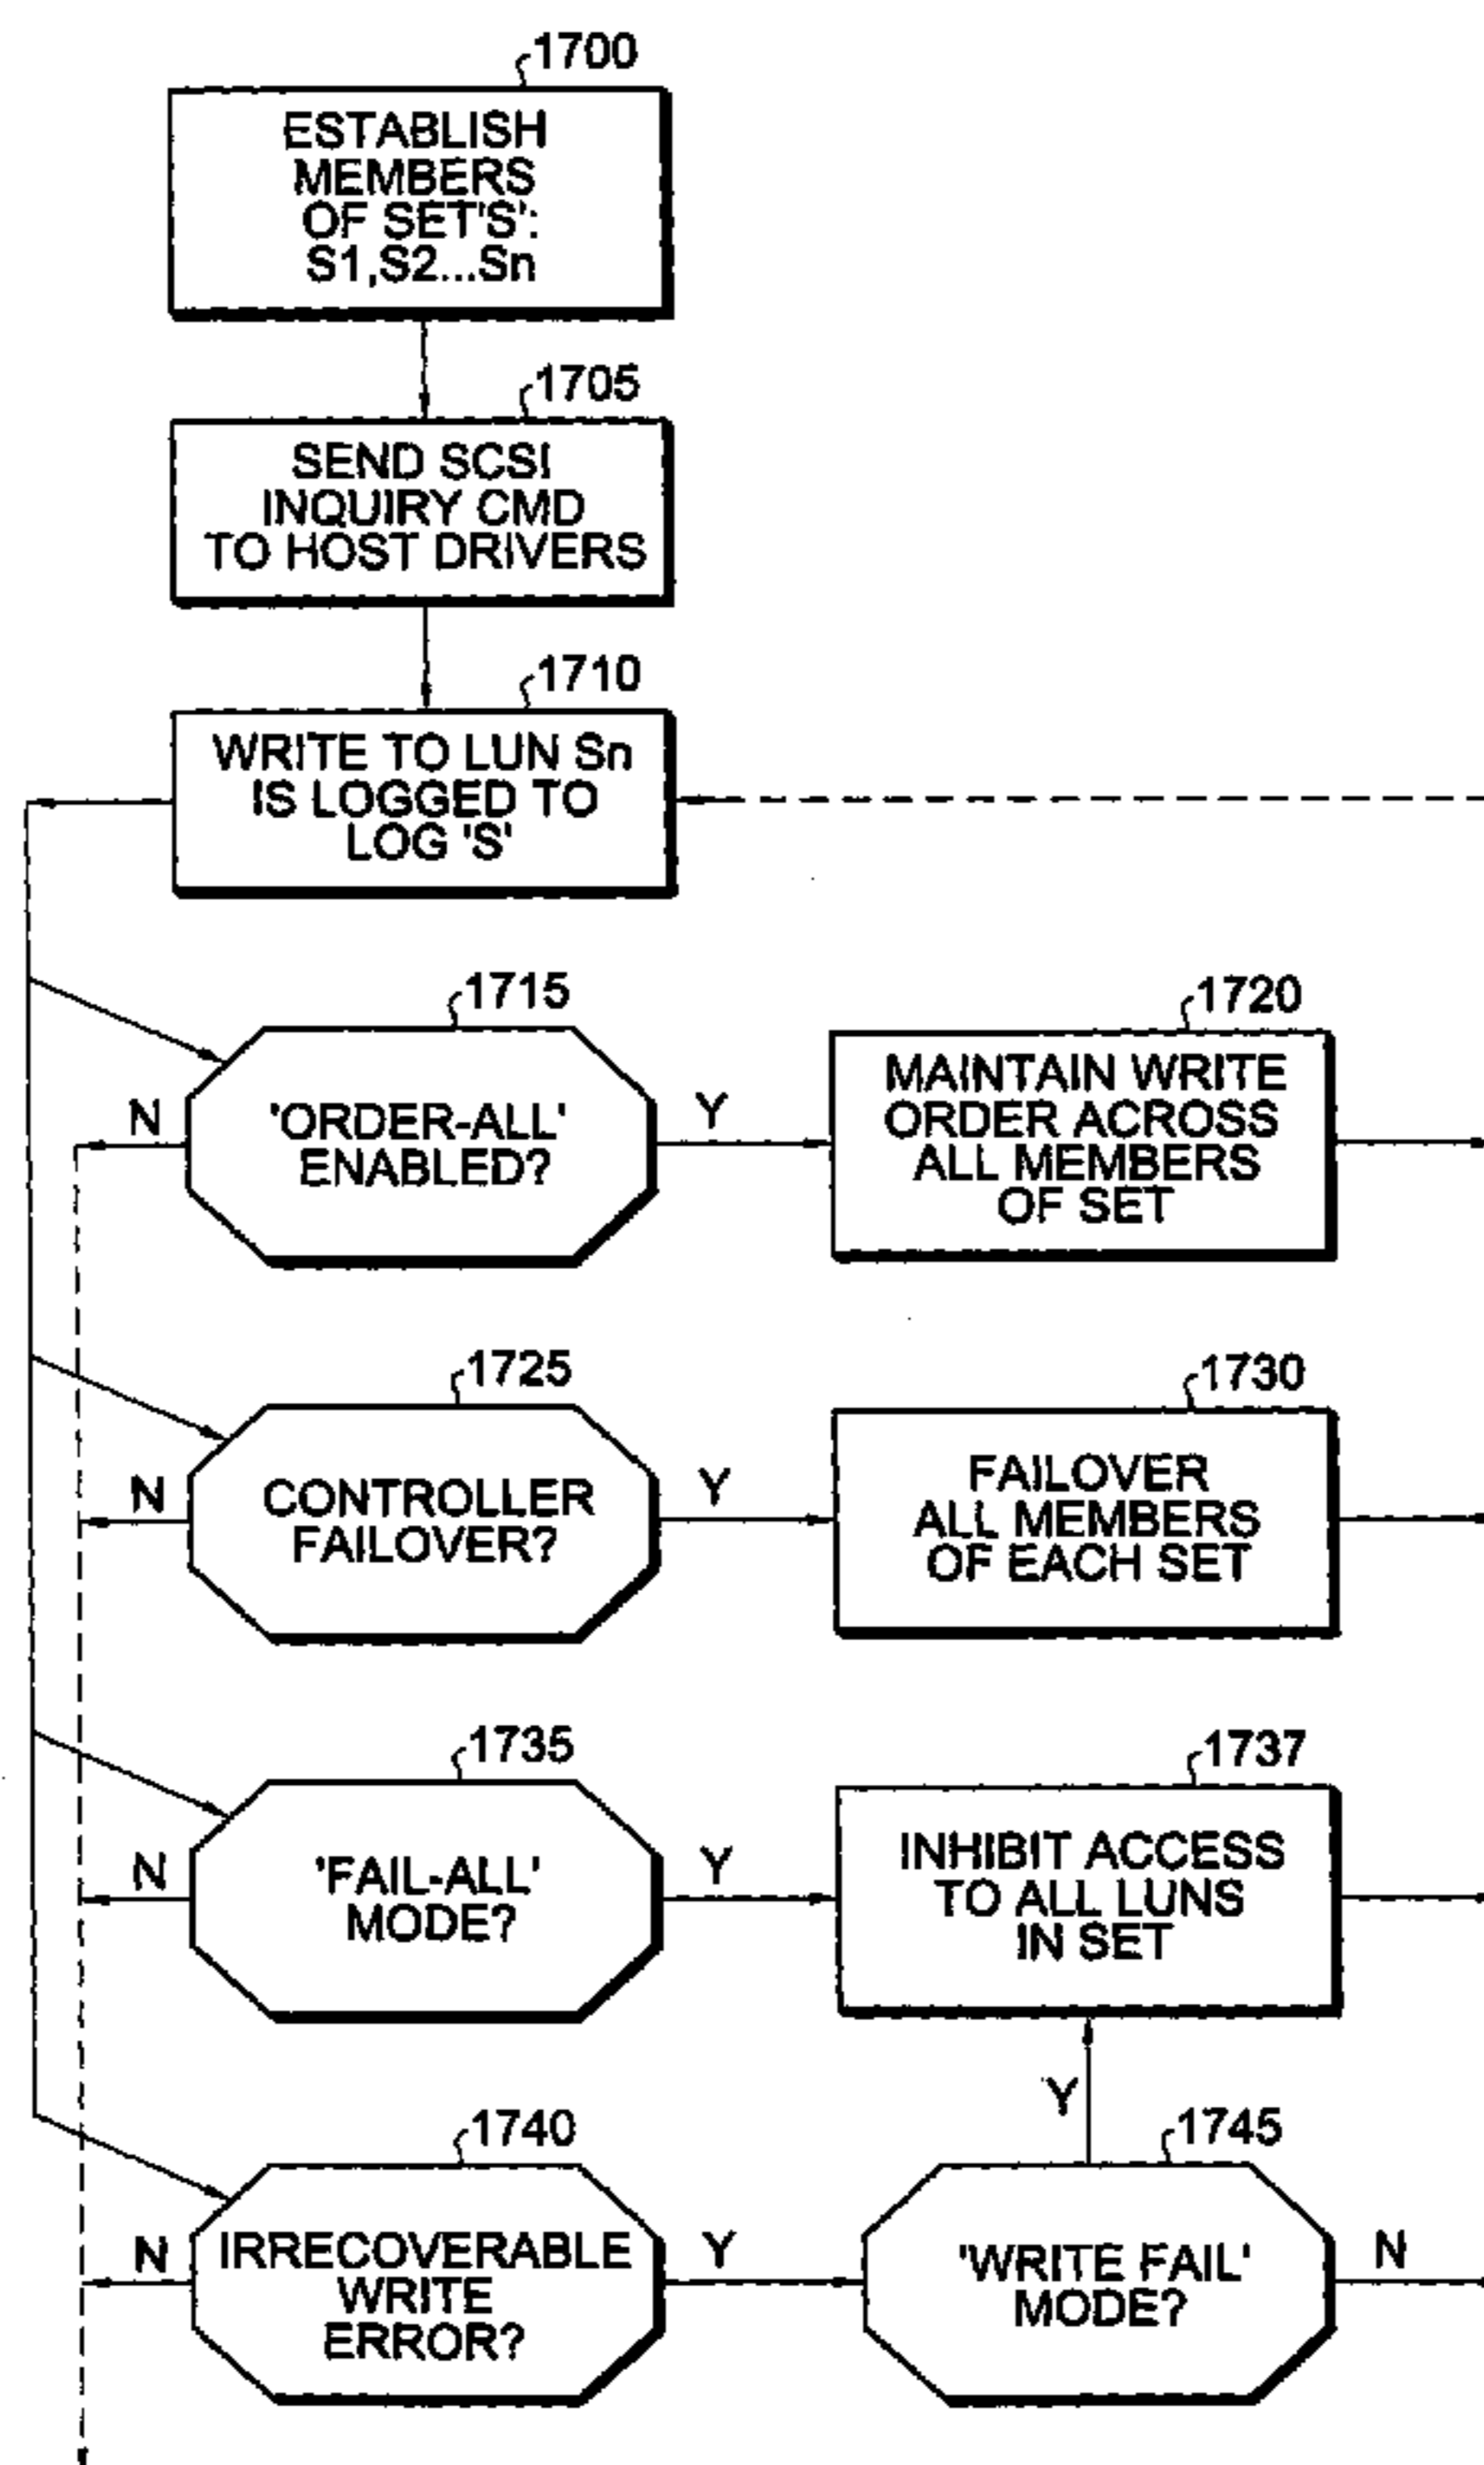 1700
ESTABLISH
MEMBERS
OF SET'S':
S1,S2...Sn
1705
SEND SCSI
INQUIRY CMD
TO HOST DRIVERS
1710
WRITE TO LUN Sn
IS LOGGED TO
LOG 'S'
1715
'ORDER-ALL'
ENABLED?
N
Y
1720
MAINTAIN WRITE
ORDER ACROSS
ALL MEMBERS
OF SET
1725
CONTROLLER
FAILOVER?
N
Y
1730
FAILOVER
ALL MEMBERS
OF EACH SET
1735
'FAIL-ALL'
MODE?
N
Y
1737
INHIBIT ACCESS
TO ALL LUNS
IN SET
Y
1740
IRRECOVERABLE
WRITE
ERROR?
N
Y
1745
'WRITE FAIL'
MODE?
N